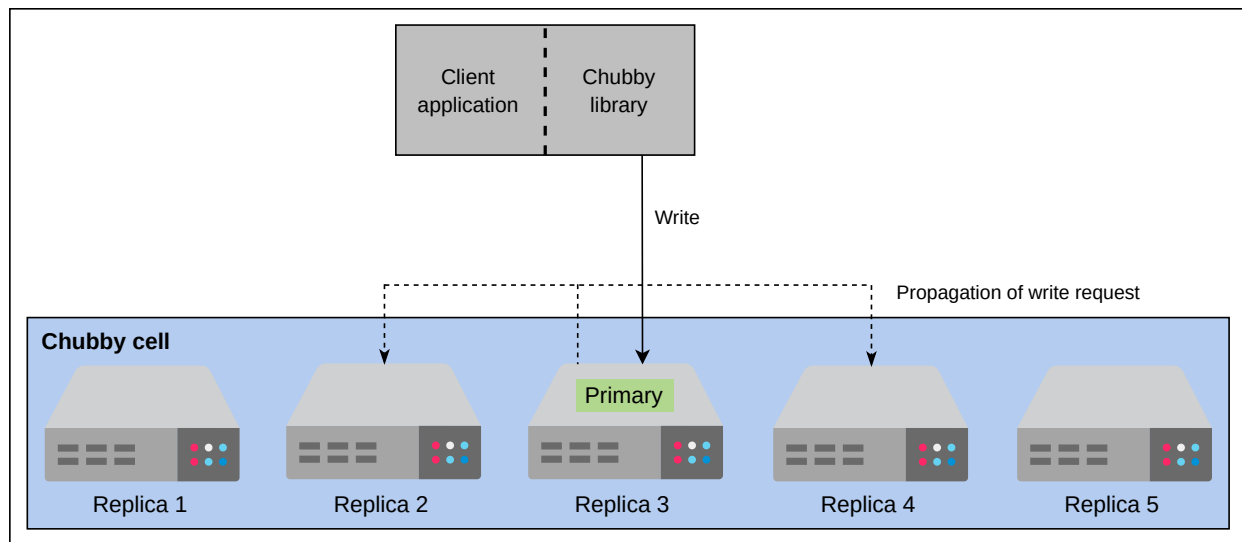 Client
application
Chubby
library
Write
Propagation of write request
Chubby cell
Primary
Replica 1
Replica 2
Replica 3
Replica 4
Replica 5